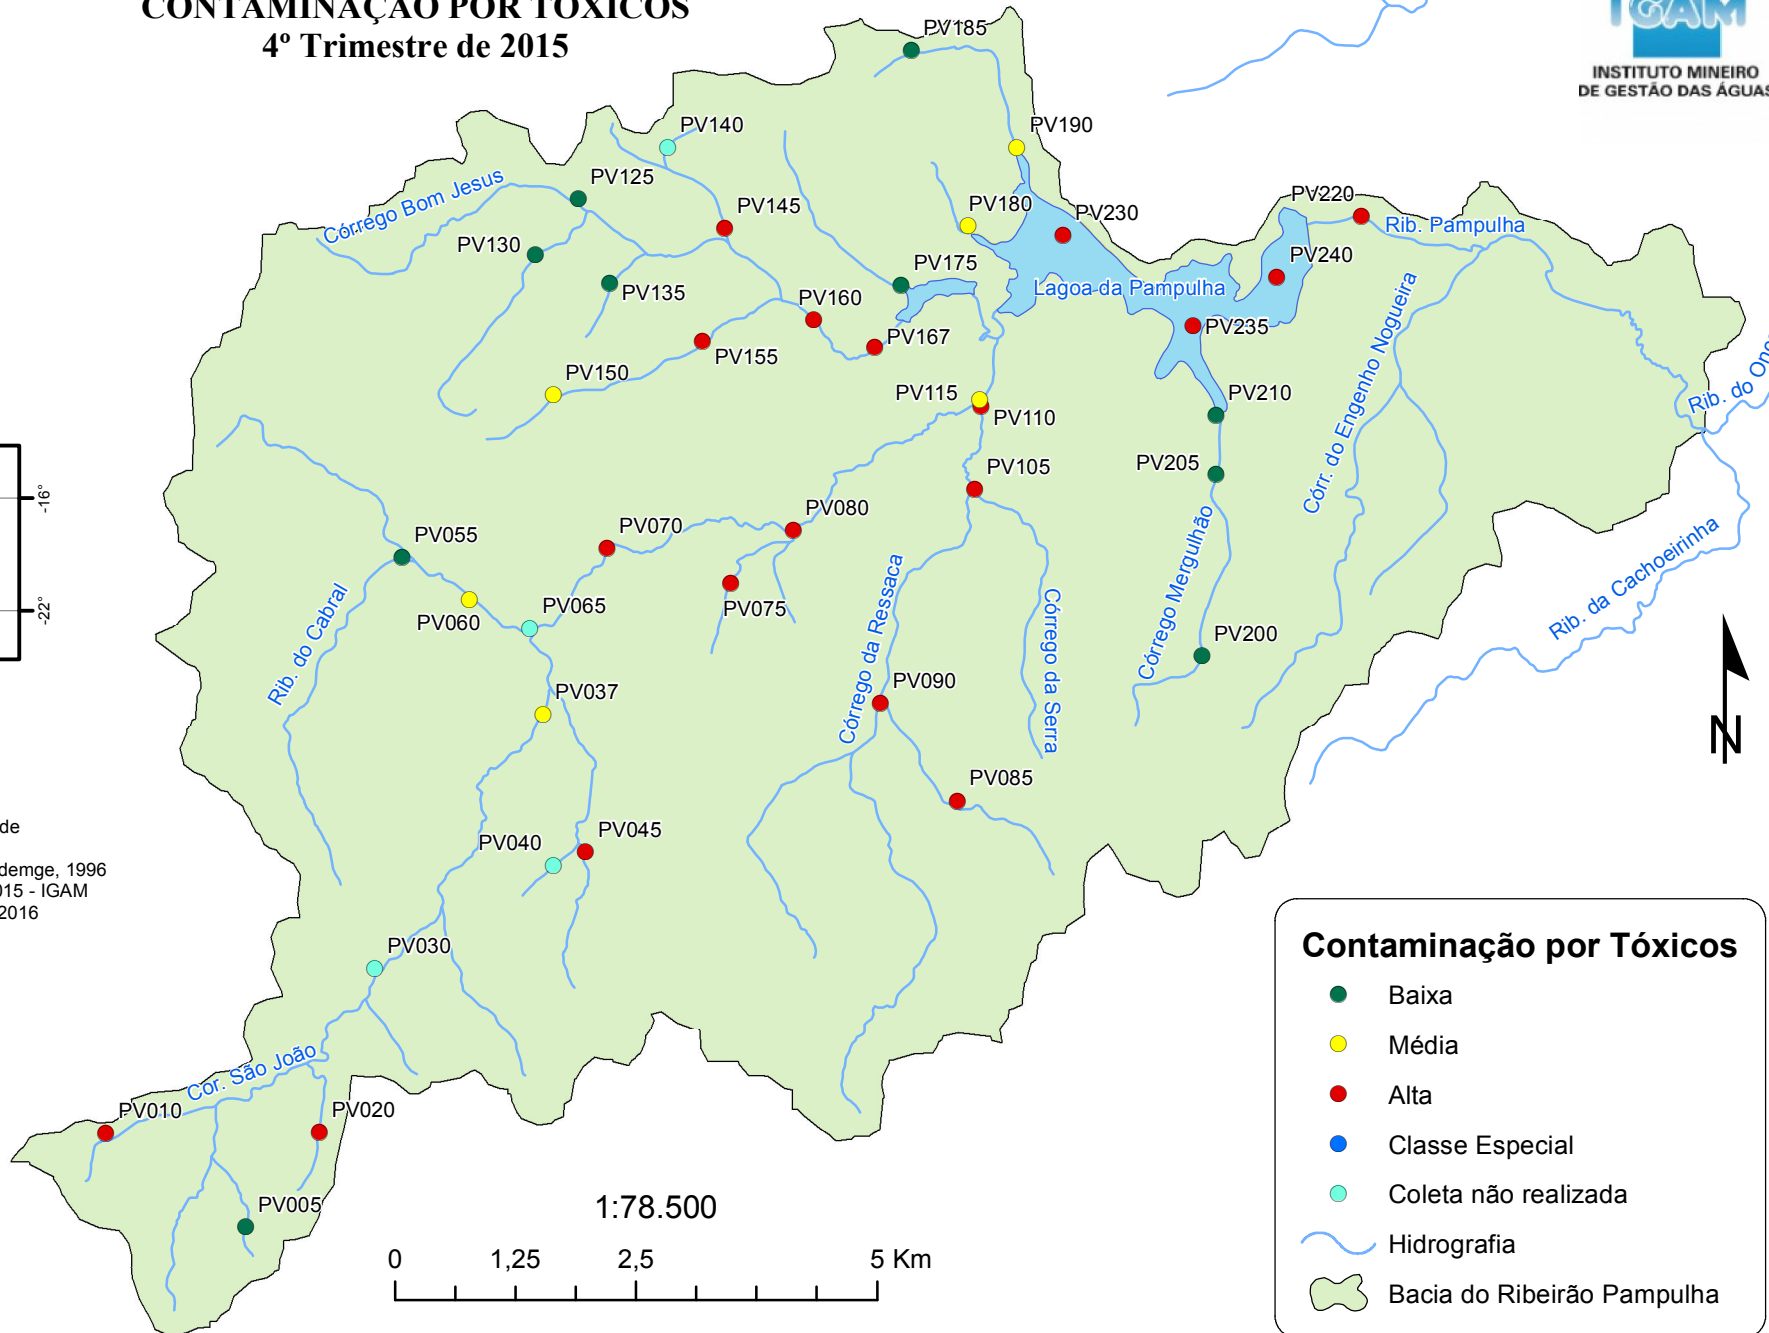 CONTAMINAÇÃO POR TÓXICOS
4º Trimestre de 2015
IGAM
INSTITUTO MINEIRO
DE GESTÃO DAS ÁGUAS
PV185
PV140
PV190
PV125
Córrego Bom Jesus
PV145
PV180
PV230
PV220
Rib. Pampulha
PV130
PV175
PV240
PV135
Lagoa da Pampulha
PV160
PV235
PV167
PV155
PV150
PV115
PV110
PV210
Córr. do Engenho Nogueira
Rib. do
PV105
PV205
-16°
PV080
PV070
PV055
Córrego Mergulhão
Rib. da Cachoeirinha
-22°
PV075
PV065
PV060
Rib. do Cabral
Córrego da Ressaca
Córrego da Serra
PV200
PV037
PV090
N
PV085
PV045
PV040
de
demge, 1996
015 - IGAM
2016
PV030
Cor. São João
PV010
PV020
PV005
1:78.500
0 1,25 2,5 5 Km
Contaminação por Tóxicos
Baixa
Média
Alta
Classe Especial
Coleta não realizada
Hidrografia
Bacia do Ribeirão Pampulha